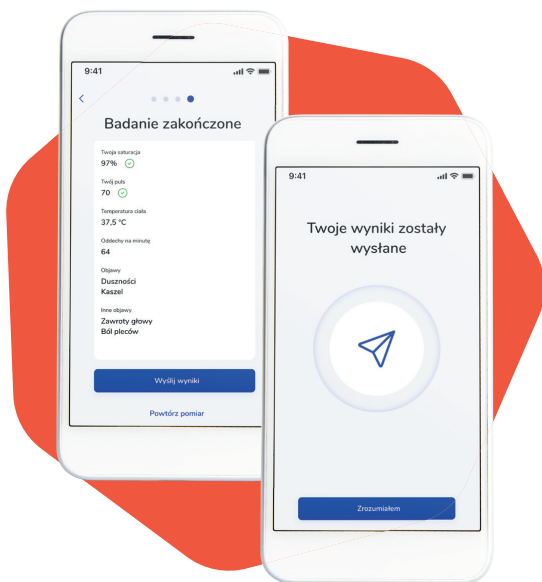 9:41
Badanie zakończone
Twoja saturacja
97%
Twój puls
70
Temperatura ciała
37,5 °C
Oddechy na minutę
64
Objawy
Duszności
Kaszel
Inne objawy
Zawroty głowy
Ból pleców
Wyślij wyniki
Powtórz pomiar
9:41
Twoje wyniki zostały
wysłane
Zrozumiałem